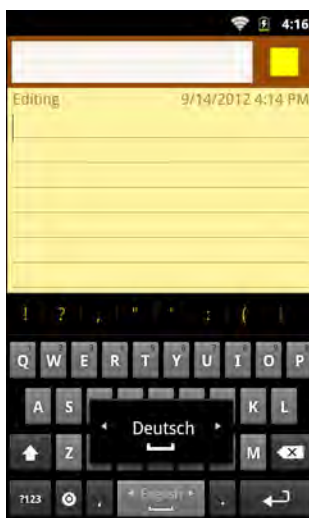 4:16
Editing 9/14/2012 4:14 PM
! ? , " ' : (
Q W E R T Y U I O P
A S K L
Deutsch
Z M
?123 , English .